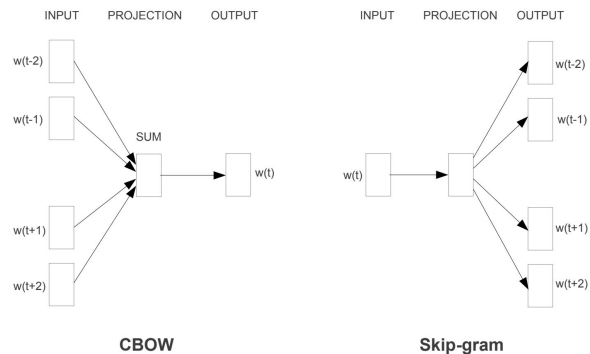 INPUT PROJECTION OUTPUT
w(t-2)
w(t-1)
SUM
w(t)
w(t+1)
w(t+2)
CBOW
INPUT PROJECTION OUTPUT
w(t-2)
w(t-1)
w(t)
w(t+1)
w(t+2)
Skip-gram